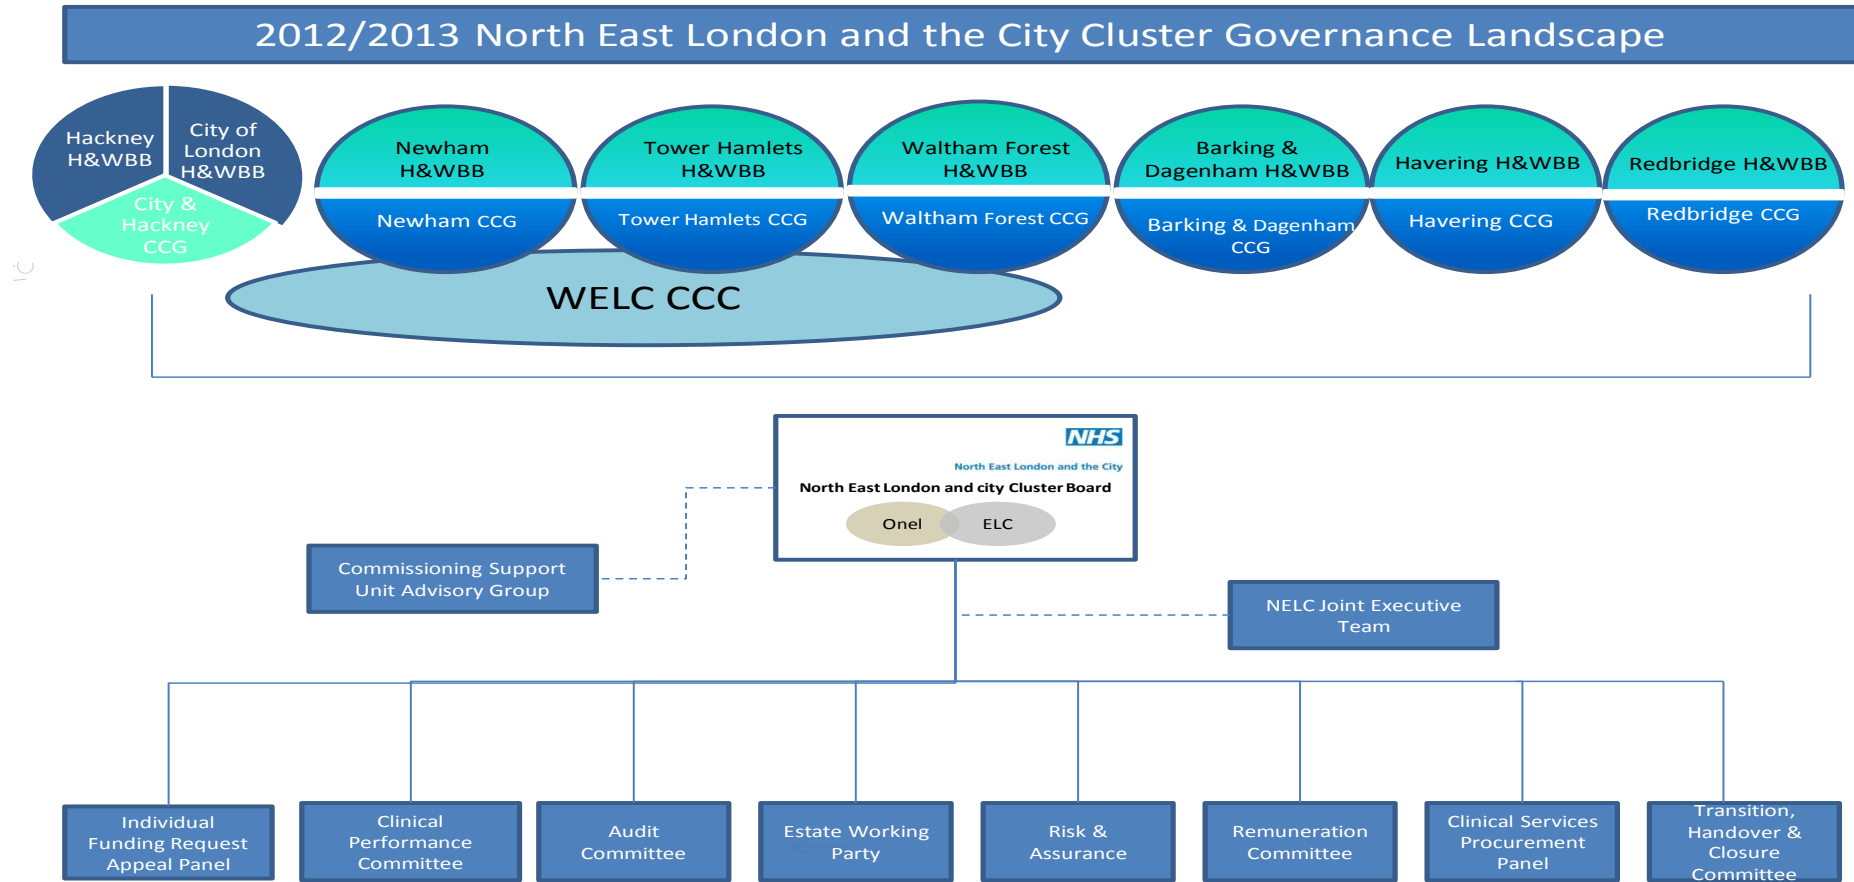 2012/2013 North East London and the City Cluster Governance Landscape
Hackney
H&WBB
City of
London
H&WBB
City &
Hackney
CCG
Newham
H&WBB
Newham CCG
Tower Hamlets
H&WBB
Tower Hamlets CCG
Waltham Forest
H&WBB
Waltham Forest CCG
Barking &
Dagenham H&WBB
Barking & Dagenham
CCG
Havering H&WBB
Havering CCG
Redbridge H&WBB
Redbridge CCG
WELC CCC
NHS
North East London and the City
North East London and city Cluster Board
Onel
ELC
Commissioning Support
Unit Advisory Group
NELC Joint Executive
Team
Individual
Funding Request
Appeal Panel
Clinical
Performance
Committee
Audit
Committee
Estate Working
Party
Risk &
Assurance
Remuneration
Committee
Clinical Services
Procurement
Panel
Transition,
Handover &
Closure
Committee